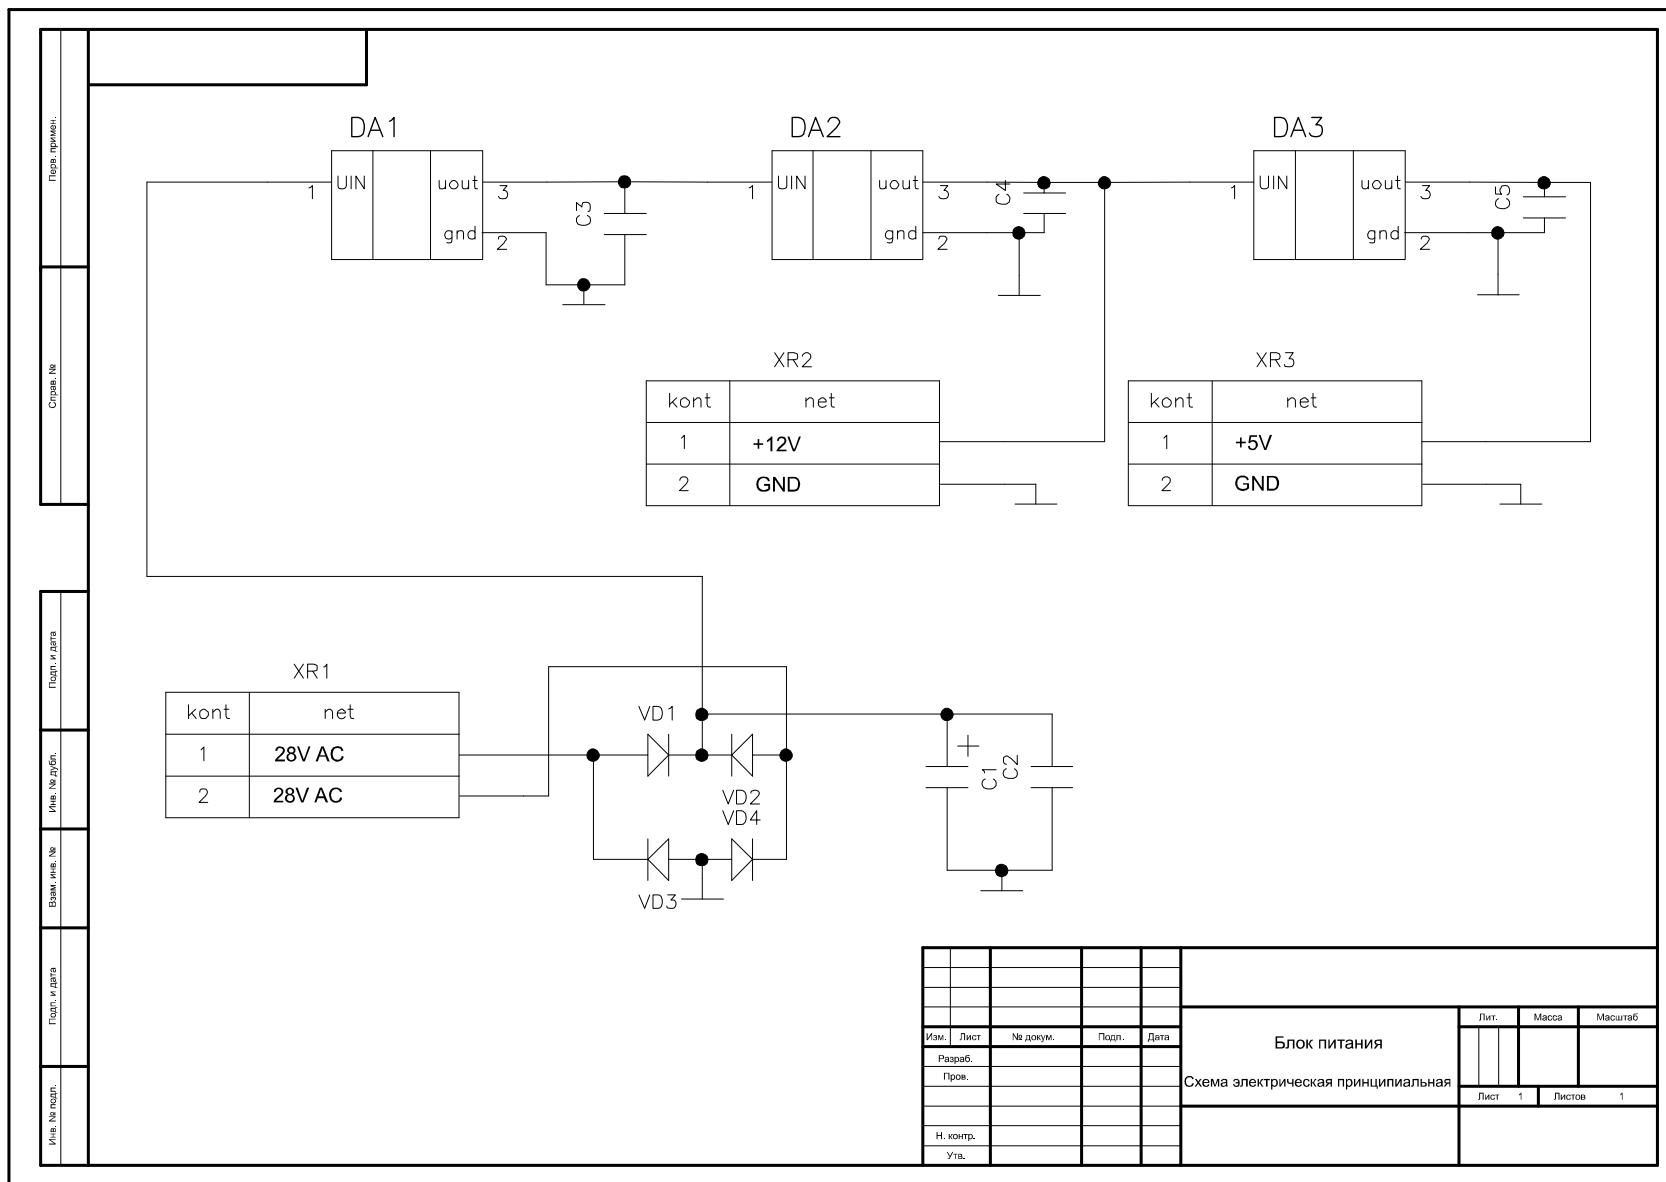 DA1
DA2
DA3
1 UIN uout 3
gnd 2
C3
1 UIN uout 3
gnd 2
C4
1 UIN uout 3
gnd 2
C5
XR2
kont net
1 +12V
2 GND
XR3
kont net
1 +5V
2 GND
XR1
kont net
1 28V AC
2 28V AC
VD1
VD2
VD4
VD3
+
C1
C2
Перв. примен.
Справ. №
Подп. и дата
Инв. № дубл.
Взам. инв. №
Подп. и дата
Инв. № подл.
Изм. Лист № докум. Подп. Дата
Разраб.
Пров.
Н. контр.
Утв.
Блок питания
Схема электрическая принципиальная
Лит. Масса Масштаб
Лист 1 Листов 1